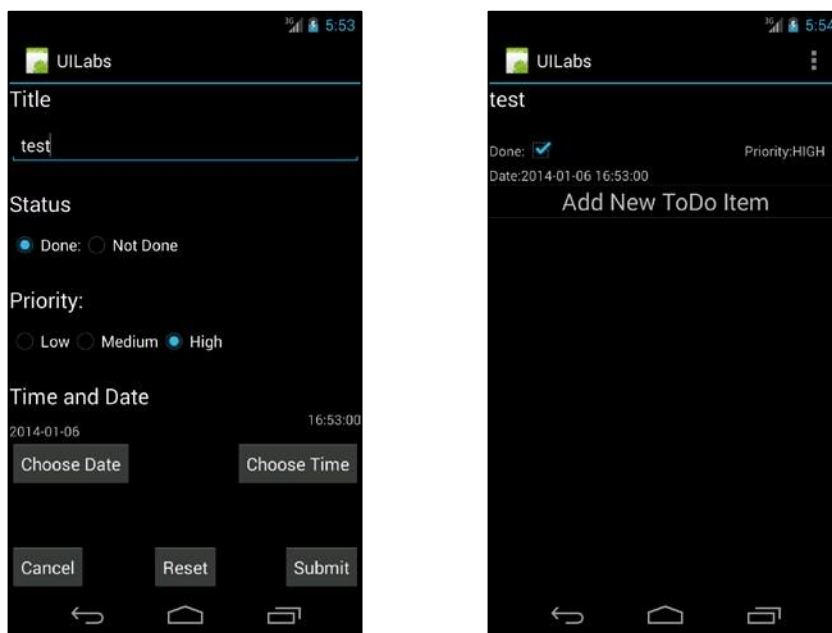 3G 5:53
UILabs
Title
test
Status
Done: Not Done
Priority:
Low Medium High
Time and Date
16:53:00
2014-01-06
Choose Date Choose Time
Cancel Reset Submit
3G 5:54
UILabs
test
Done: Priority:HIGH
Date:2014-01-06 16:53:00
Add New ToDo Item